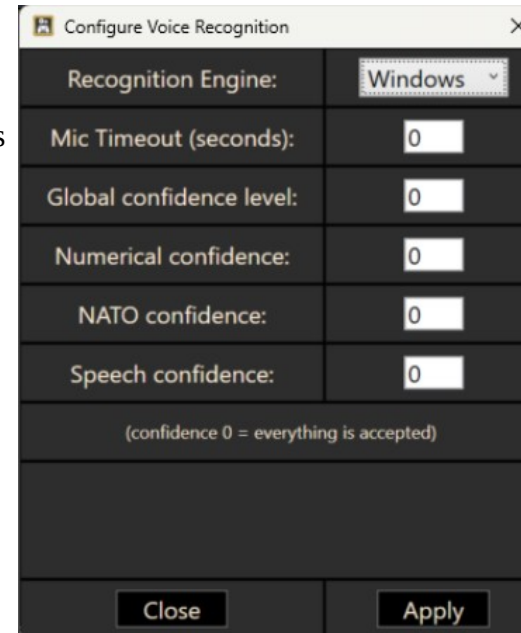 Configure Voice Recognition
Recognition Engine: Windows
s
Mic Timeout (seconds): 0
Global confidence level: 0
Numerical confidence: 0
NATO confidence: 0
Speech confidence: 0
(confidence 0 = everything is accepted)
Close Apply